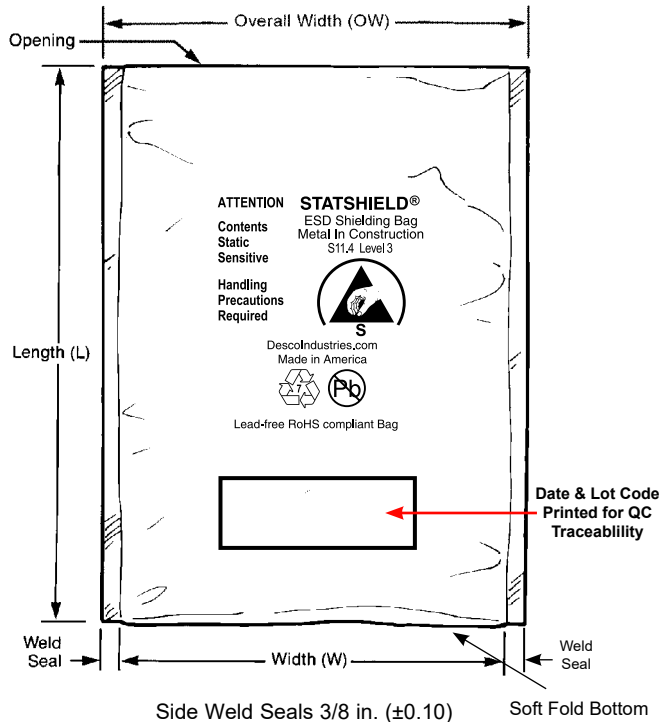 Overall Width (OW)
Opening
ATTENTION
Contents
Static
Sensitive
Handling
Precautions
Required
STATSHIELD®
ESD Shielding Bag
Metal In Construction
S11.4 Level 3
S
DescoIndustries.com
Made in America
7
Pb
Lead-free RoHS compliant Bag
Length (L)
Date & Lot Code
Printed for QC
Traceablility
Weld
Seal
Width (W)
Weld
Seal
Side Weld Seals 3/8 in. (±0.10)
Soft Fold Bottom